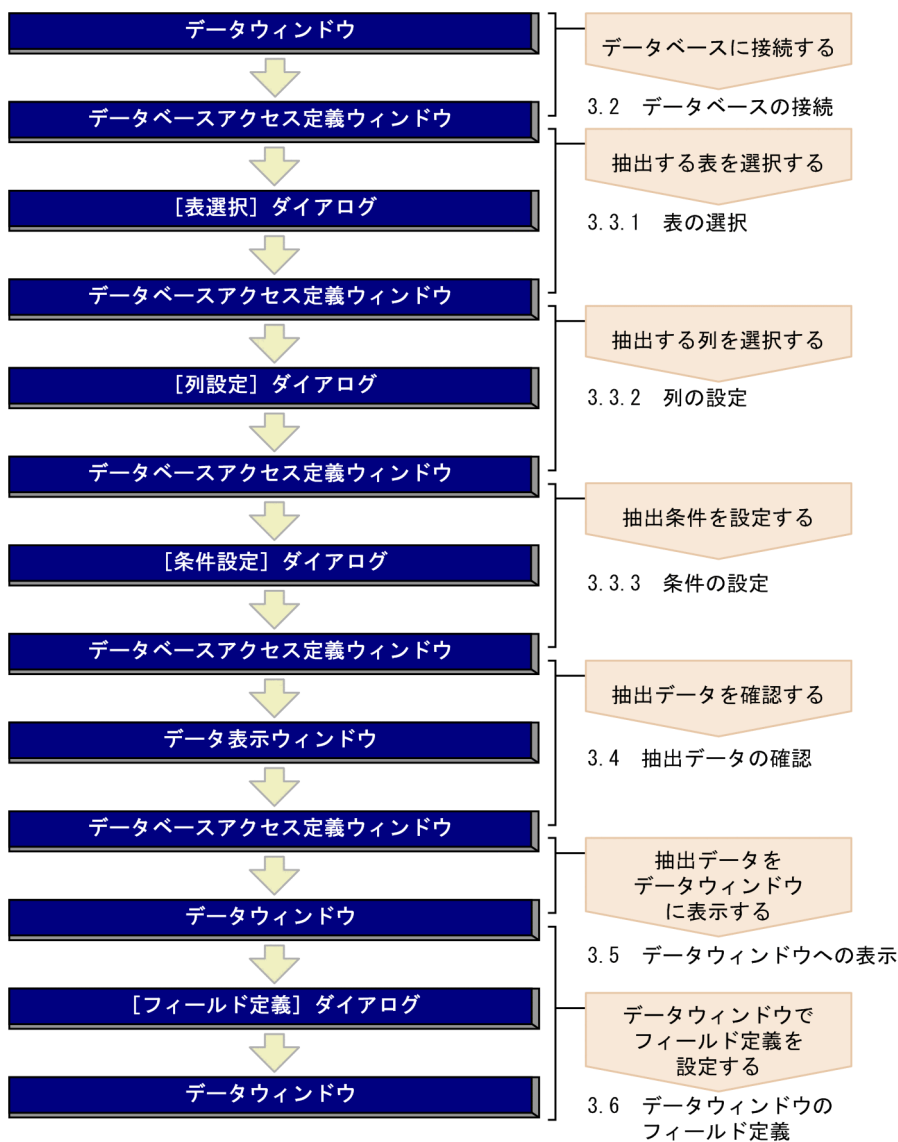 データウィンドウ
データベースに接続する
3.2 データベースの接続
データベースアクセス定義ウィンドウ
抽出する表を選択する
[表選択] ダイアログ
3.3.1 表の選択
データベースアクセス定義ウィンドウ
抽出する列を選択する
[列設定] ダイアログ
3.3.2 列の設定
データベースアクセス定義ウィンドウ
抽出条件を設定する
[条件設定] ダイアログ
3.3.3 条件の設定
データベースアクセス定義ウィンドウ
抽出データを確認する
データ表示ウィンドウ
3.4 抽出データの確認
データベースアクセス定義ウィンドウ
抽出データを
データウィンドウ
に表示する
データウィンドウ
3.5 データウィンドウへの表示
[フィールド定義] ダイアログ
データウィンドウで
フィールド定義を
設定する
データウィンドウ
3.6 データウィンドウの
フィールド定義